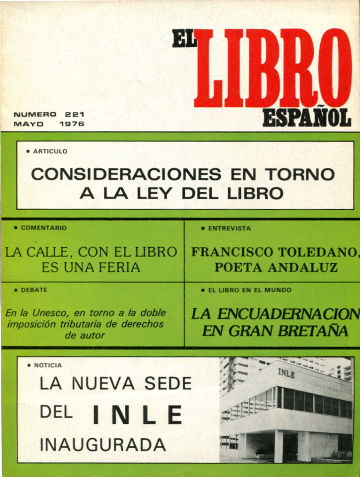 EL LIBRO
ESPAÑOL
NUMERO 221
MAYO 1976
• ARTICULO
CONSIDERACIONES EN TORNO
A LA LEY DEL LIBRO
• COMENTARIO
LA CALLE, CON EL LIBRO
ES UNA FERIA
• ENTREVISTA
FRANCISCO TOLEDANO,
POETA ANDALUZ
• DEBATE
En la Unesco, en torno a la doble
imposición tributaria de derechos
de autor
• EL LIBRO EN EL MUNDO
LA ENCUADERNACION
EN GRAN BRETAÑA
• NOTICIA
LA NUEVA SEDE
DEL INLE
INAUGURADA
INLE